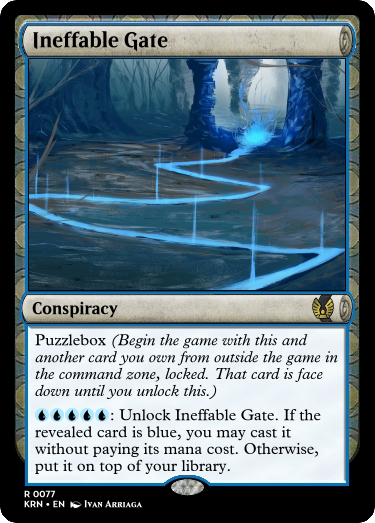 Ineffable Gate
Conspiracy
Puzzlebox (Begin the game with this and
another card you own from outside the game in
the command zone, locked. That card is face
down until you unlock this.)
: Unlock Ineffable Gate. If the
revealed card is blue, you may cast it
without paying its mana cost. Otherwise,
put it on top of your library.
R 0077
KRN • EN Ivan Arriaga